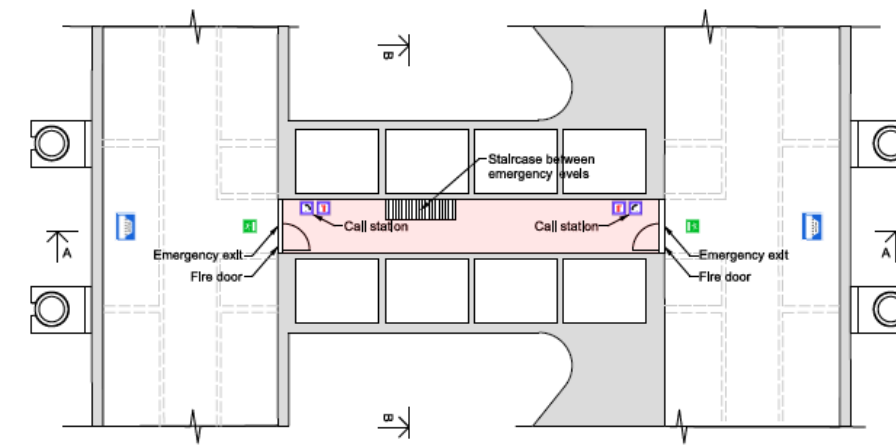 B
Staircase between
emergency levels
Call station
Call station
A
Emergency exit
Fire door
Emergency exit
Fire door
A
B